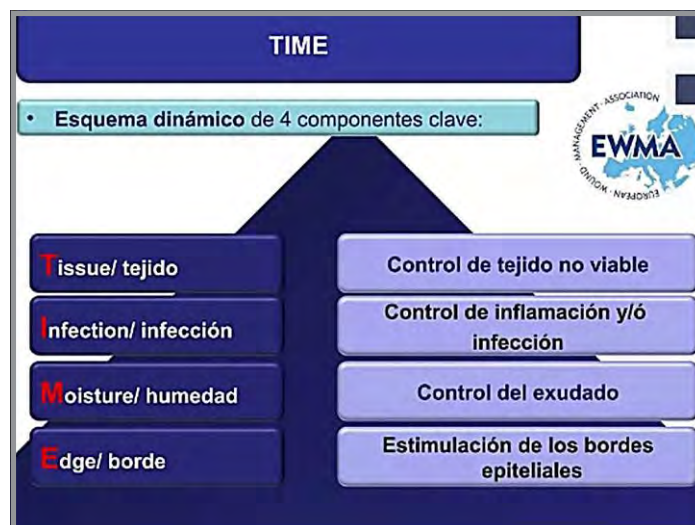 TIME
• Esquema dinámico de 4 componentes clave:
EUROPEAN · WOUND · MANAGEMENT · ASSOCIATION
EWMA
Tissue/ tejido
Control de tejido no viable
Infection/ infección
Control de inflamación y/ó
infección
Moisture/ humedad
Control del exudado
Edge/ borde
Estimulación de los bordes
epiteliales